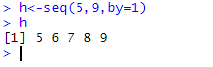 > h<-seq(5,9,by=1)
> h
[1] 5 6 7 8 9
>